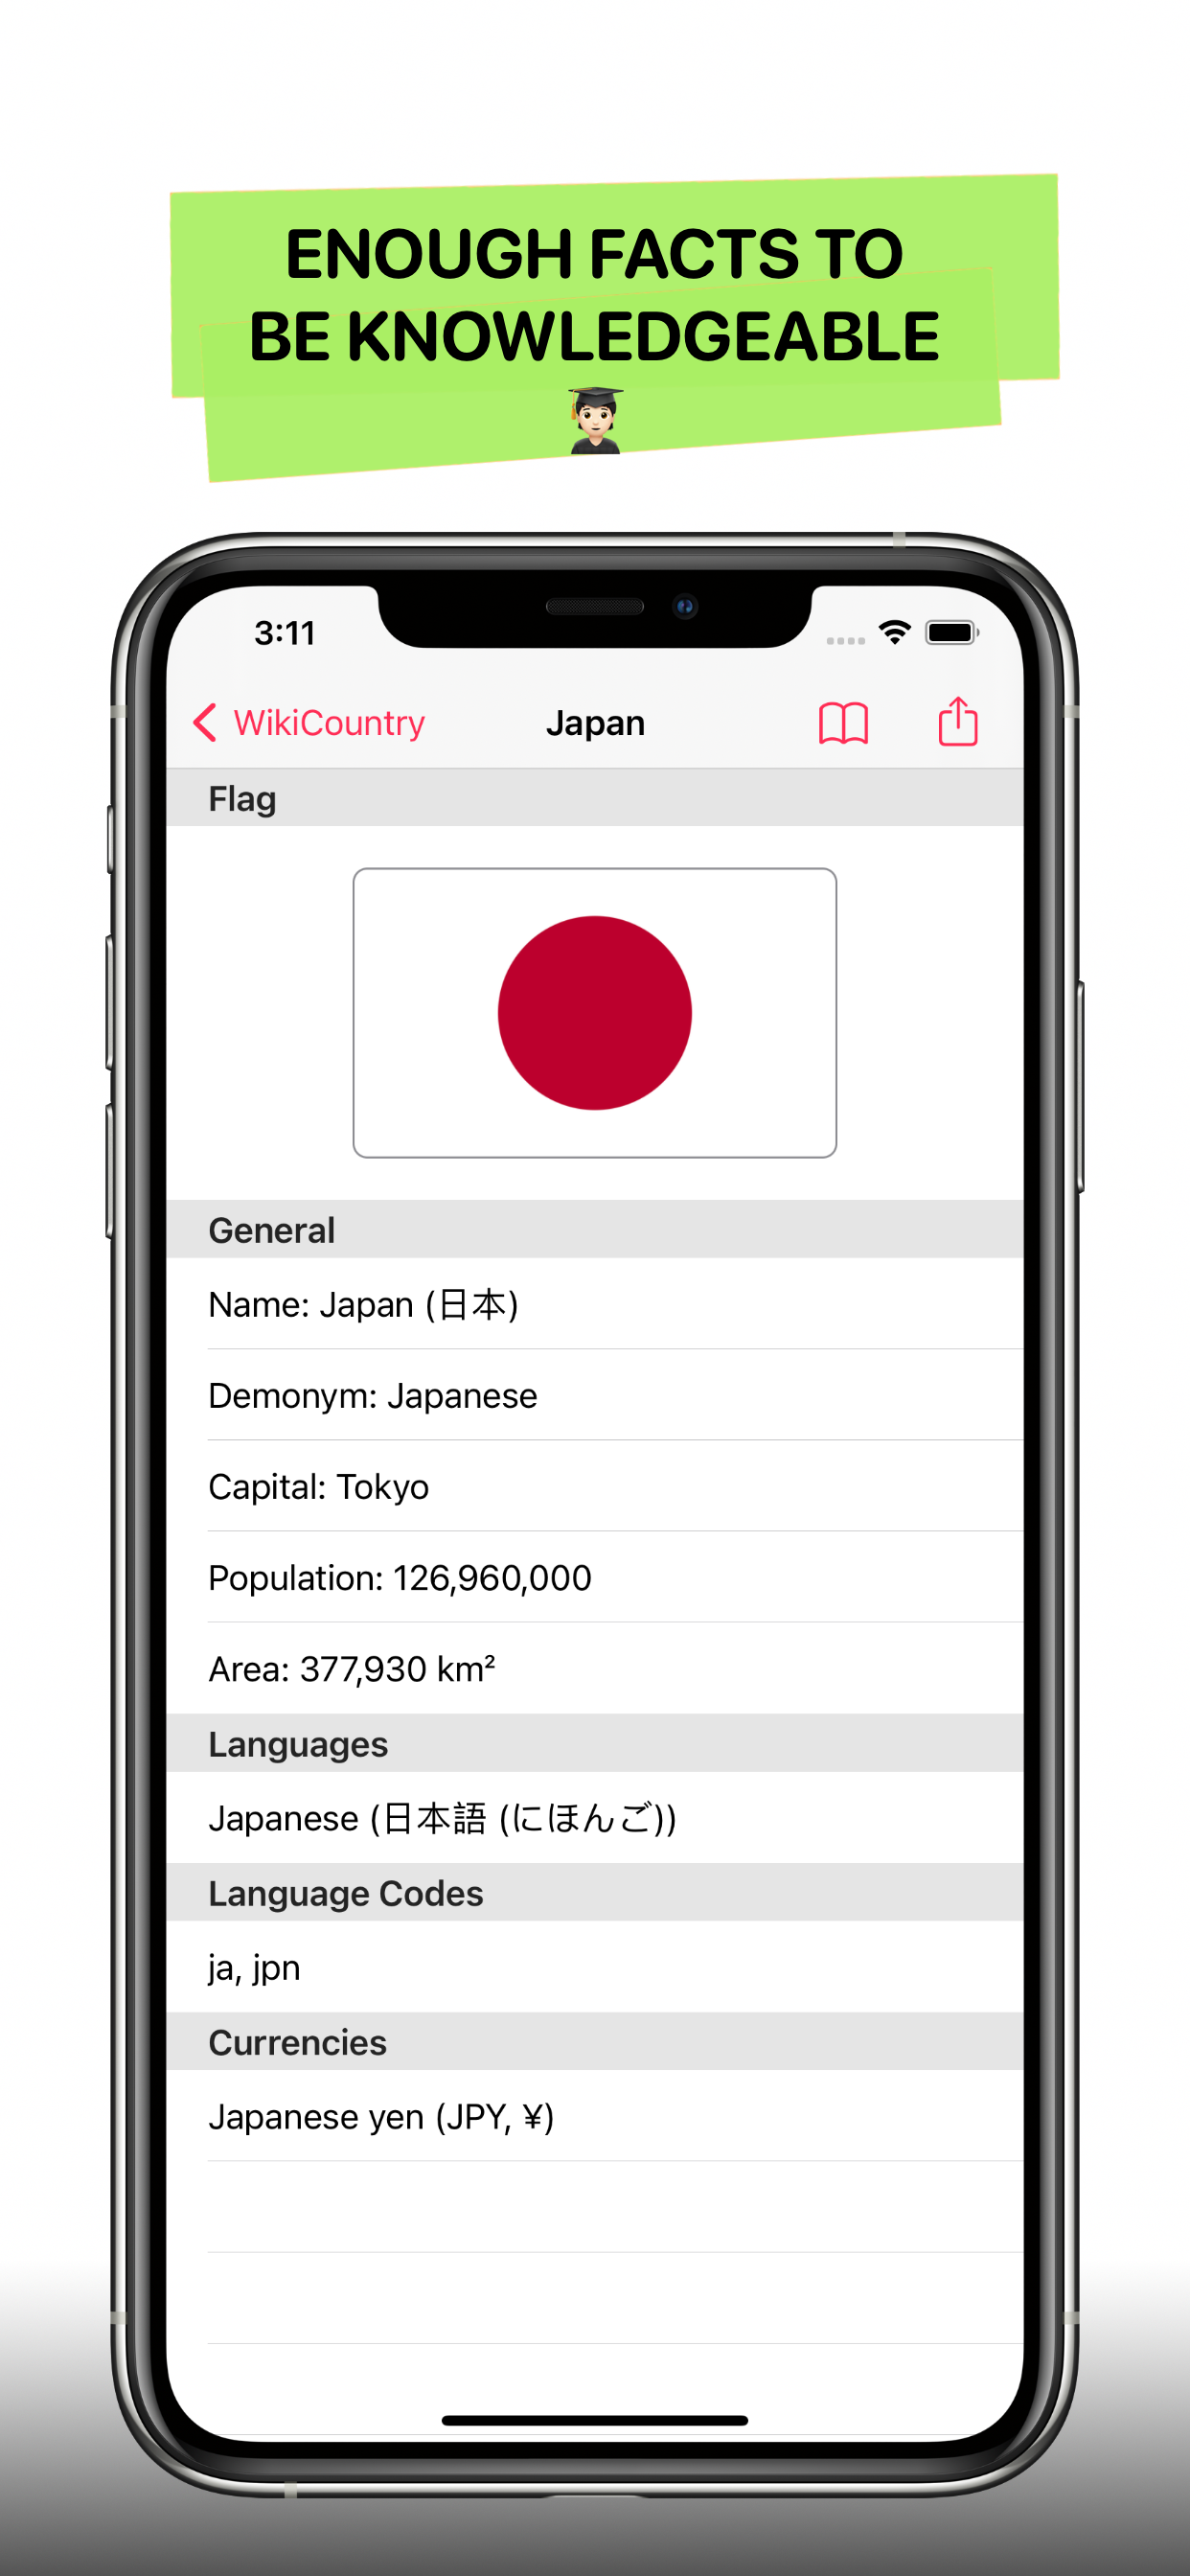 ENOUGH FACTS TO
BE KNOWLEDGEABLE
3:11
WikiCountry
Japan
Flag
General
Name: Japan (日本)
Demonym: Japanese
Capital: Tokyo
Population: 126,960,000
Area: 377,930 km²
Languages
Japanese (日本語 (にほんご))
Language Codes
ja, jpn
Currencies
Japanese yen (JPY, ¥)